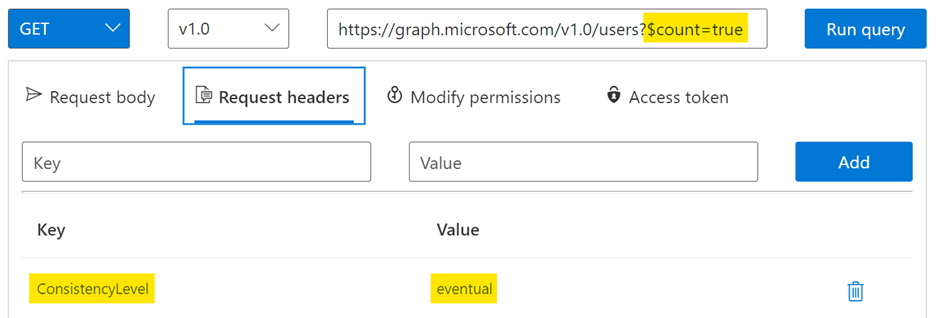 GET v1.0 https://graph.microsoft.com/v1.0/users?$count=true Run query
Request body Request headers Modify permissions Access token
Key Value Add
Key Value
ConsistencyLevel eventual